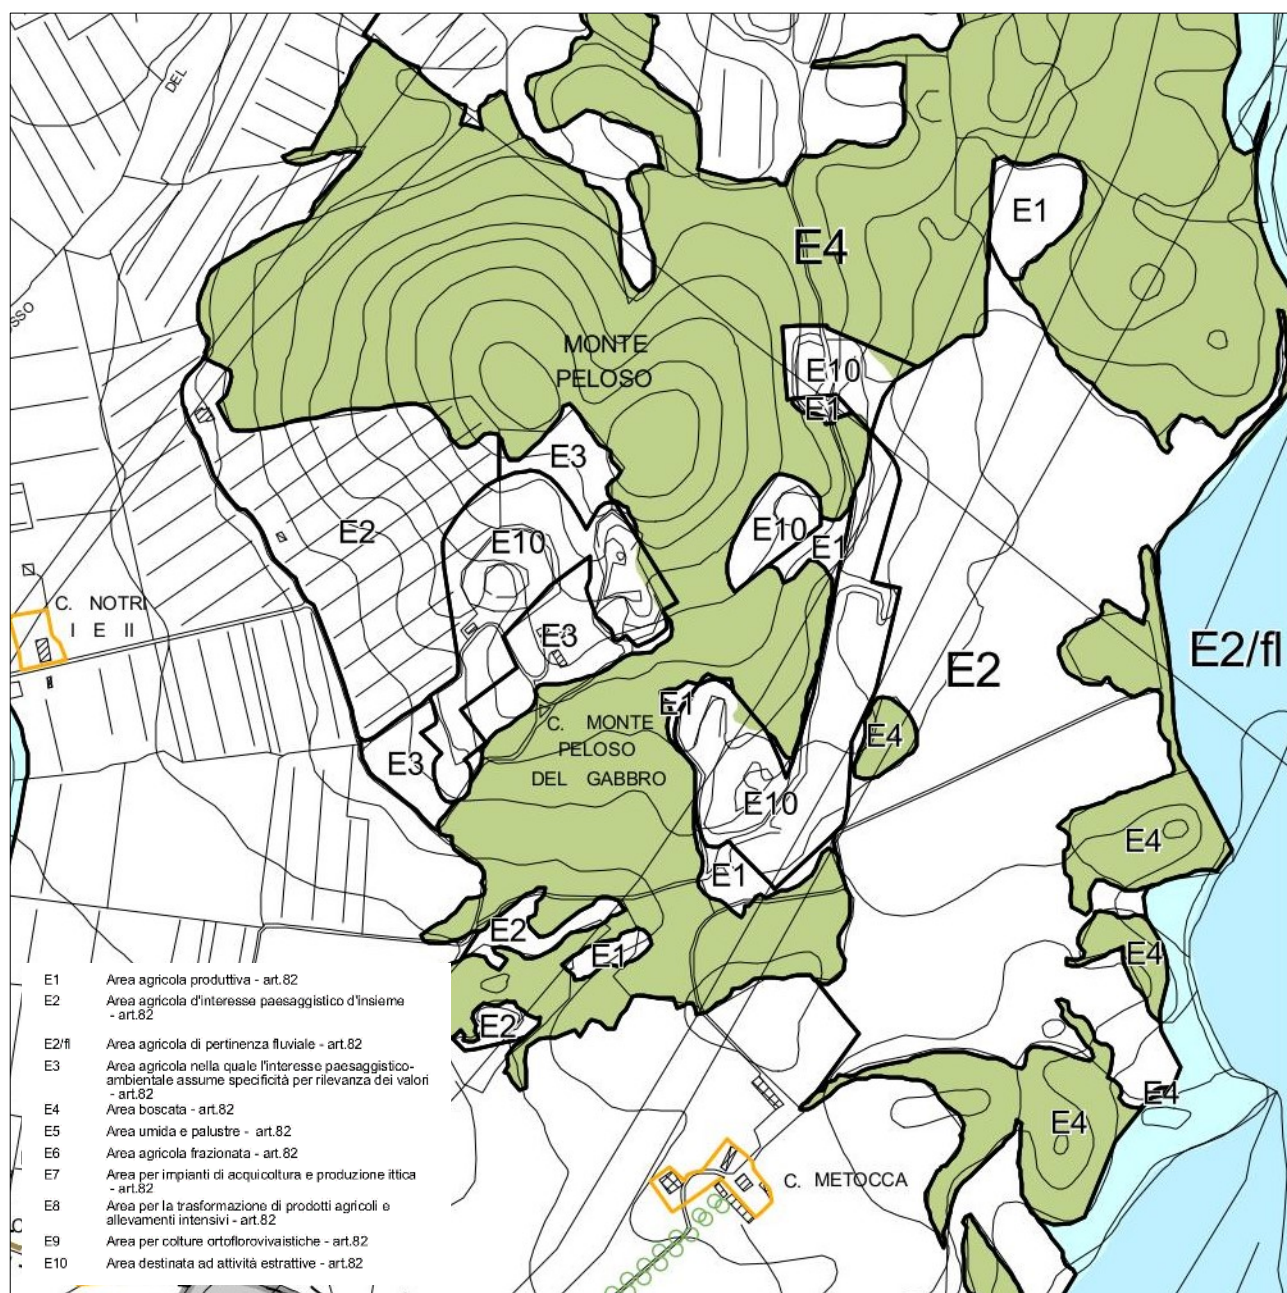 DEL
SSO
E1
E4
MONTE
PELOSO
E10
E1
E3
E2
E10
E10
E1
C. NOTRI
I E II
E3
E2
E2/fl
E1
C. MONTE
PELOSO
DEL GABBRO
E4
E3
E10
E4
E1
E2
E1
E4
E2
E4
E4
C. METOCCA
E1 Area agricola produttiva - art.82
E2 Area agricola d'interesse paesaggistico d'insieme
- art.82
E2/fl Area agricola di pertinenza fluviale - art.82
E3 Area agricola nella quale l'interesse paesaggistico-
ambientale assume specificità per rilevanza dei valori
- art.82
E4 Area boscata - art.82
E5 Area umida e palustre - art.82
E6 Area agricola frazionata - art.82
E7 Area per impianti di acquicoltura e produzione ittica
- art.82
E8 Area per la trasformazione di prodotti agricoli e
allevamenti intensivi - art.82
E9 Area per colture ortoflorovivaistiche - art.82
E10 Area destinata ad attività estrattive - art.82